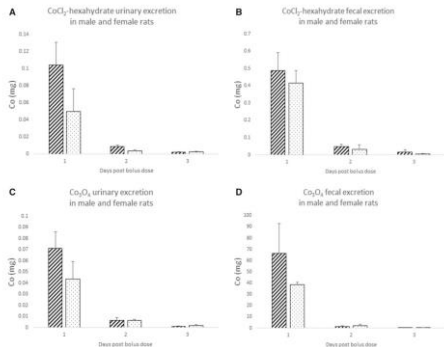 A
CoCl₂-hexahydrate urinary excretion
in male and female rats
Co (mg)
0.14
0.12
0.1
0.08
0.06
0.04
0.02
0
1
2
3
Days post bolus dose
B
CoCl₂-hexahydrate fecal excretion
in male and female rats
Co (mg)
0.7
0.6
0.5
0.4
0.3
0.2
0.1
0
1
2
3
Days post bolus dose
C
Co₃O₄ urinary excretion
in male and female rats
Co (mg)
0.1
0.09
0.08
0.07
0.06
0.05
0.04
0.03
0.02
0.01
0
1
2
3
Days post bolus dose
D
Co₃O₄ fecal excretion
in male and female rats
Co (mg)
100
90
80
70
60
50
40
30
20
10
0
1
2
3
Days post bolus dose